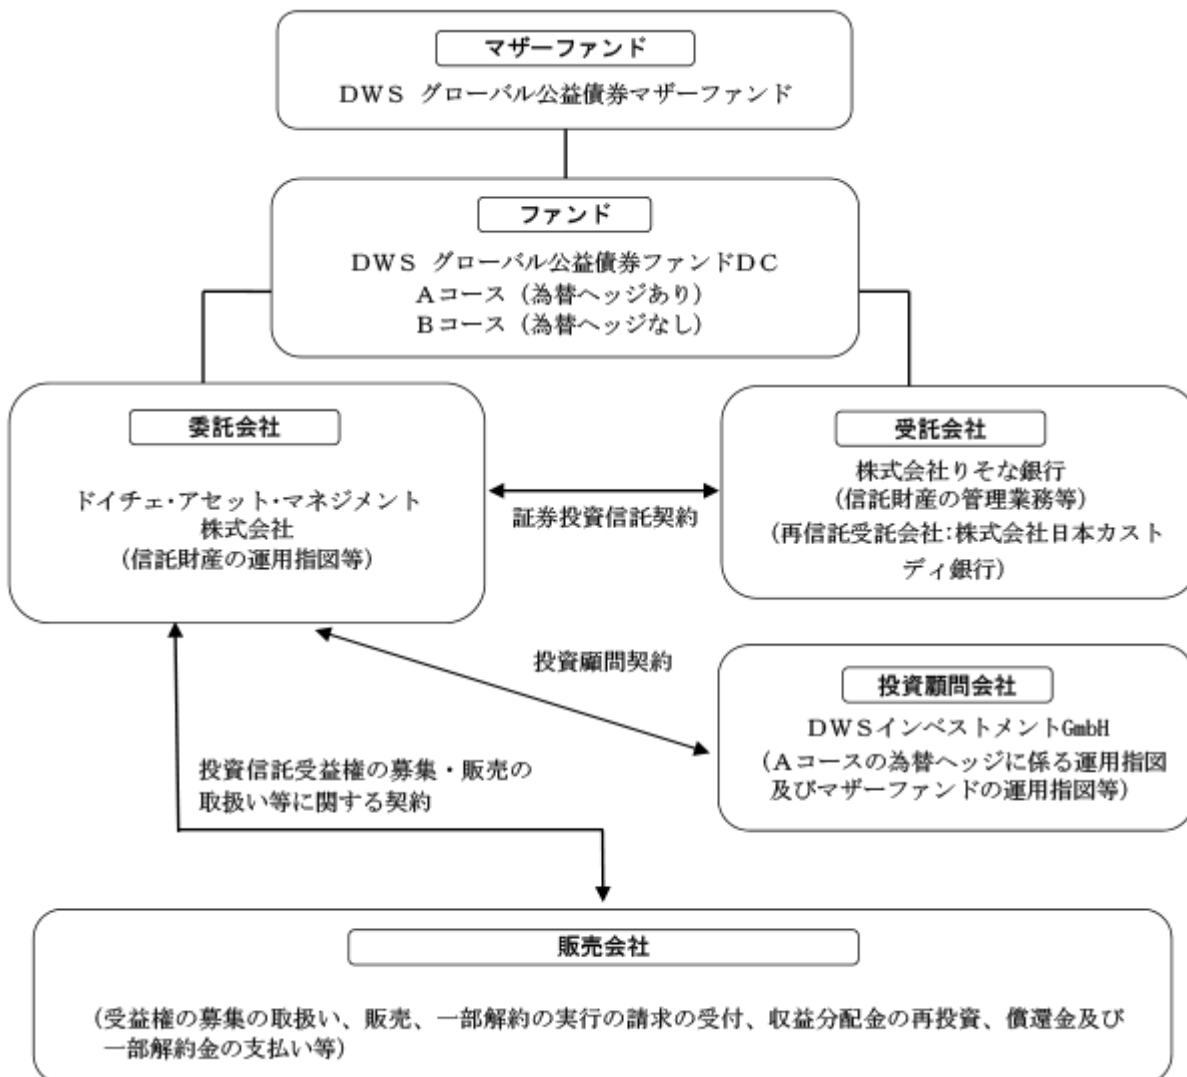 マザーファンド
DWS グローバル公益債券マザーファンド
ファンド
DWS グローバル公益債券ファンドDC
Aコース（為替ヘッジあり）
Bコース（為替ヘッジなし）
委託会社
ドイチェ・アセット・マネジメント
株式会社
（信託財産の運用指図等）
証券投資信託契約
受託会社
株式会社りそな銀行
（信託財産の管理業務等）
（再信託受託会社：株式会社日本カスト
ディ銀行）
投資顧問契約
投資顧問会社
DWSインベストメントGmbH
（Aコースの為替ヘッジに係る運用指図
及びマザーファンドの運用指図等）
投資信託受益権の募集・販売の
取扱い等に関する契約
販売会社
（受益権の募集の取扱い、販売、一部解約の実行の請求の受付、収益分配金の再投資、償還金及び
一部解約金の支払い等）